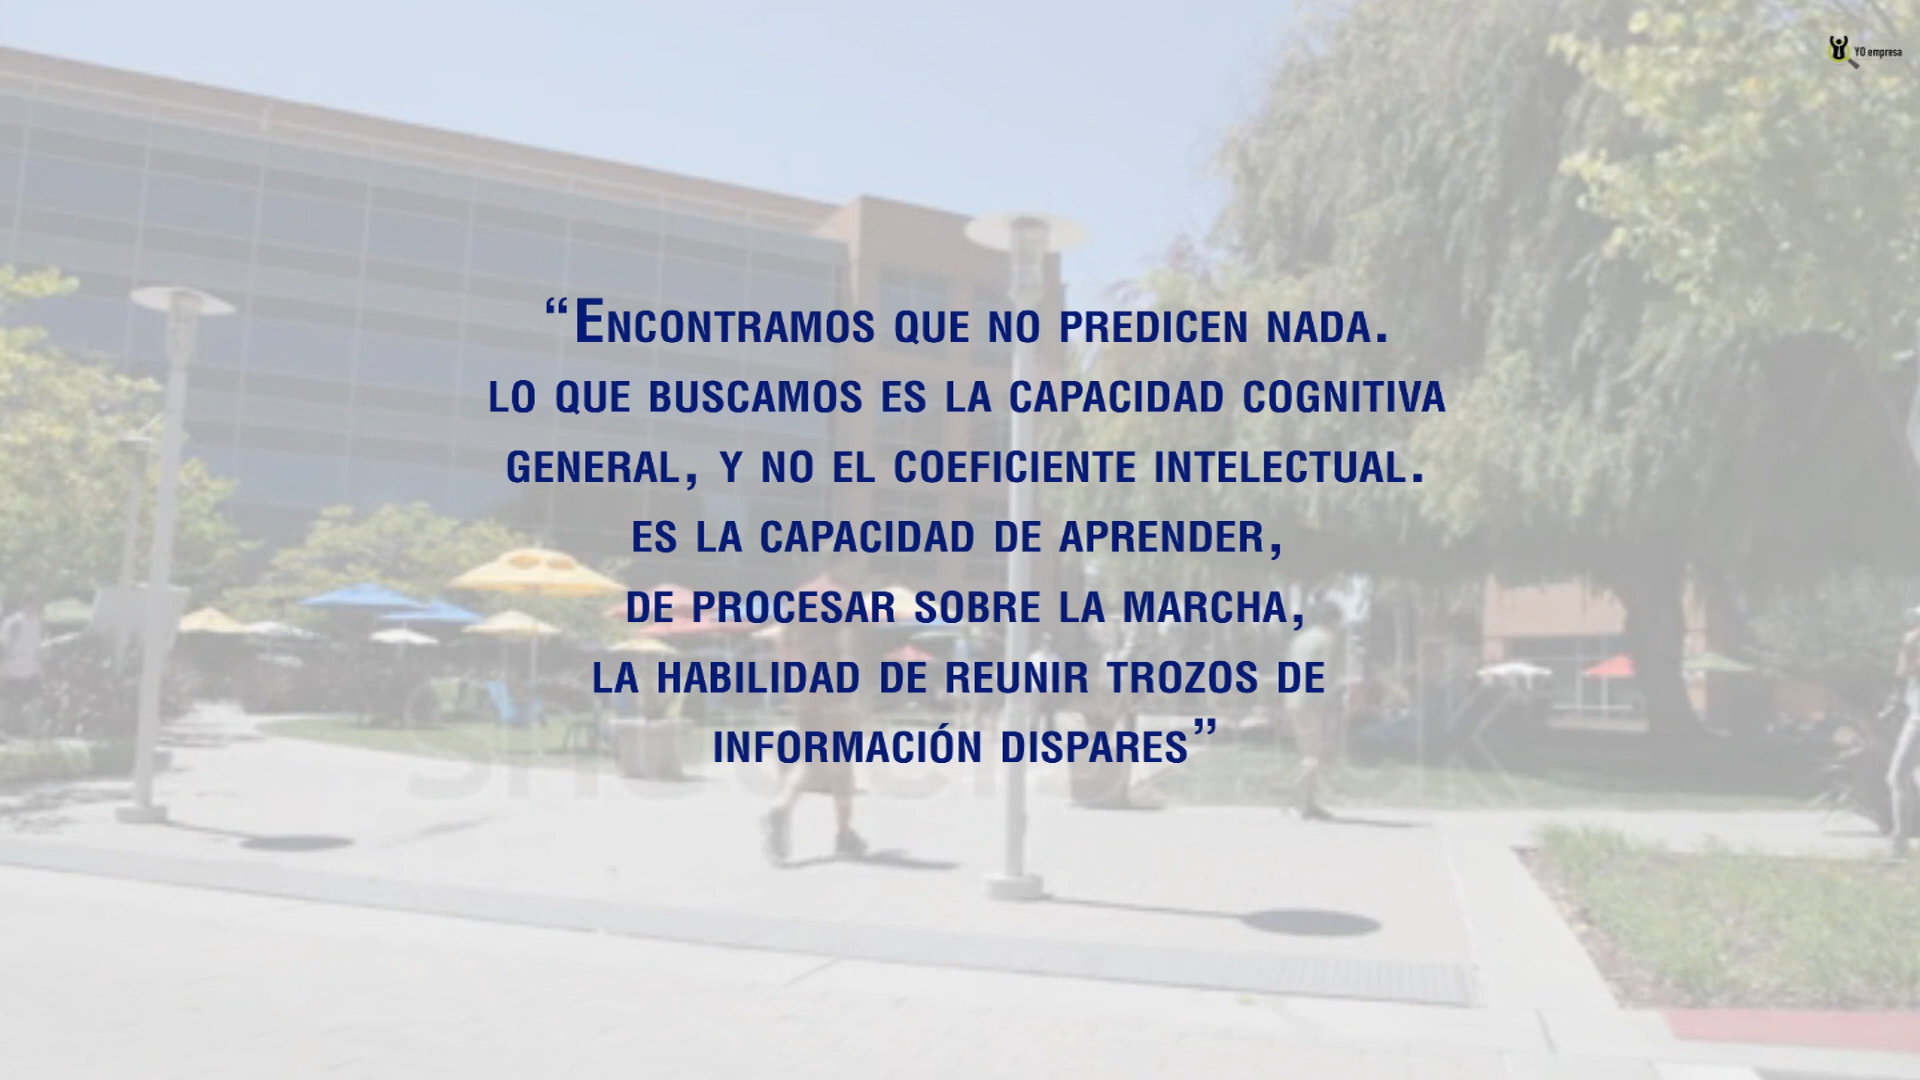 YO empresa
“ENCONTRAMOS QUE NO PREDICEN NADA.
LO QUE BUSCAMOS ES LA CAPACIDAD COGNITIVA
GENERAL, Y NO EL COEFICIENTE INTELECTUAL.
ES LA CAPACIDAD DE APRENDER,
DE PROCESAR SOBRE LA MARCHA,
LA HABILIDAD DE REUNIR TROZOS DE
INFORMACIÓN DISPARES”